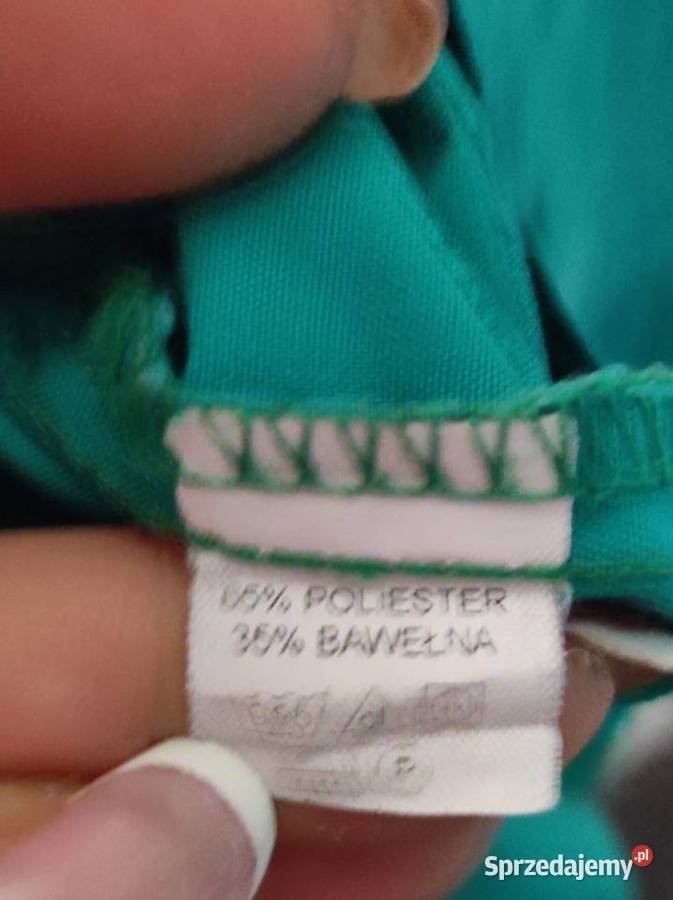 65% POLIESTER
35% BAWEŁNA
P
Sprzedajemy.pl